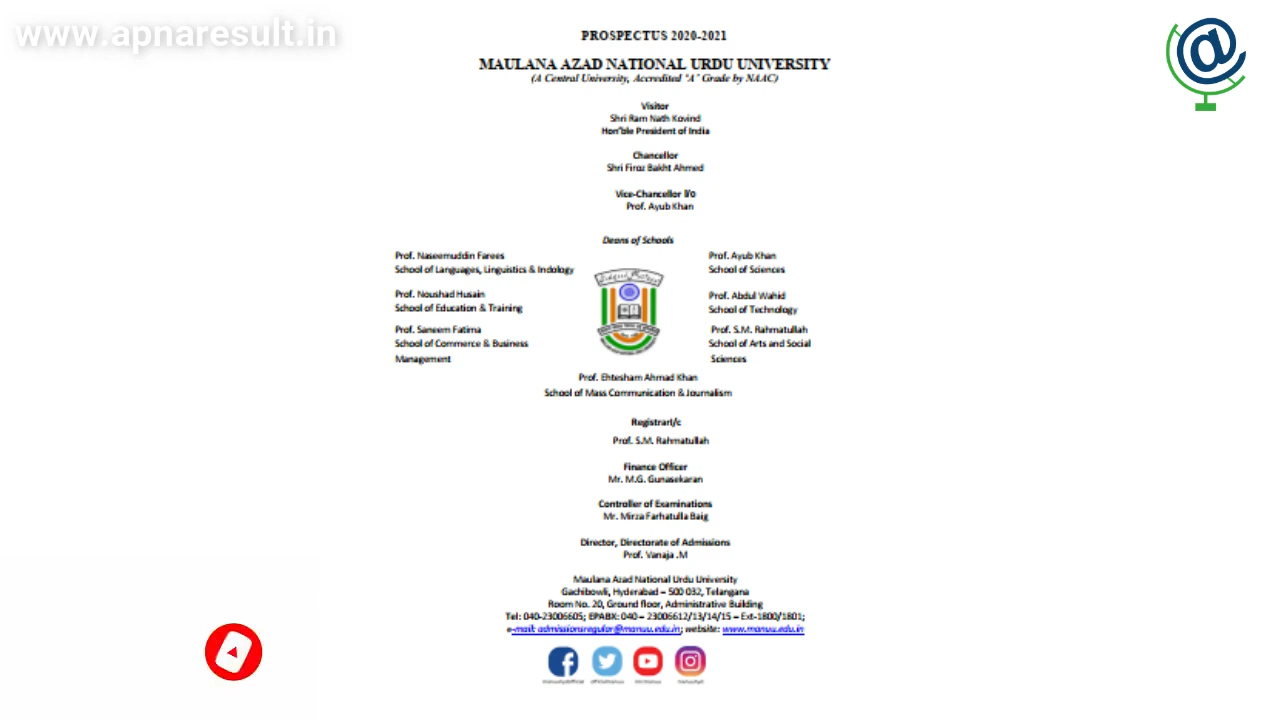 www.apnaresult.in
PROSPECTUS 2020-2021
MAULANA AZAD NATIONAL URDU UNIVERSITY
(A Central University, Accredited "A" Grade by NAAC)
Visitor
Shri Ram Nath Kovind
Hon'ble President of India
Chancellor
Shri Firoz Bakht Ahmed
Vice-Chancellor I/c
Prof. Ayub Khan
Deans of Schools
Prof. Naseemuddin Farees
School of Languages, Linguistics & Indology
Prof. Noushad Husain
School of Education & Training
Prof. Saneem Fatima
School of Commerce & Business
Management
Prof. Ayub Khan
School of Sciences
Prof. Abdul Wahid
School of Technology
Prof. S.M. Rahmatullah
School of Arts and Social
Sciences
Prof. Ehtesham Ahmad Khan
School of Mass Communication & Journalism
RegistrarI/c
Prof. S.M. Rahmatullah
Finance Officer
Mr. M.G. Gunasekaran
Controller of Examinations
Mr. Mirza Farhatulla Baig
Director, Directorate of Admissions
Prof. Vanaja .M
Maulana Azad National Urdu University
Gachibowli, Hyderabad – 500 032, Telangana
Room No. 20, Ground floor, Administrative Building
Tel: 040-23006605; EPABX: 040 – 23006612/13/14/15 – Ext-1800/1801;
e-mail: admissionsregular@manuu.edu.in; website: www.manuu.edu.in